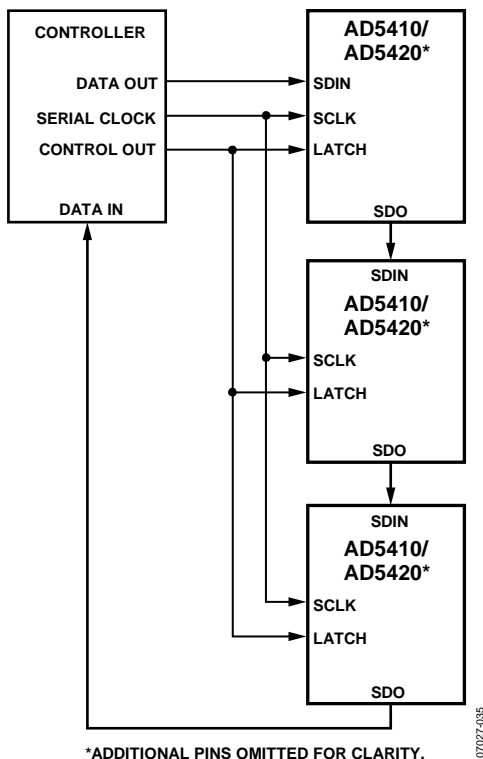 CONTROLLER
DATA OUT
SERIAL CLOCK
CONTROL OUT
DATA IN
AD5410/
AD5420*
SDIN
SCLK
LATCH
SDO
SDIN
AD5410/
AD5420*
SCLK
LATCH
SDO
SDIN
AD5410/
AD5420*
SCLK
LATCH
SDO
*ADDITIONAL PINS OMITTED FOR CLARITY.
07027-035